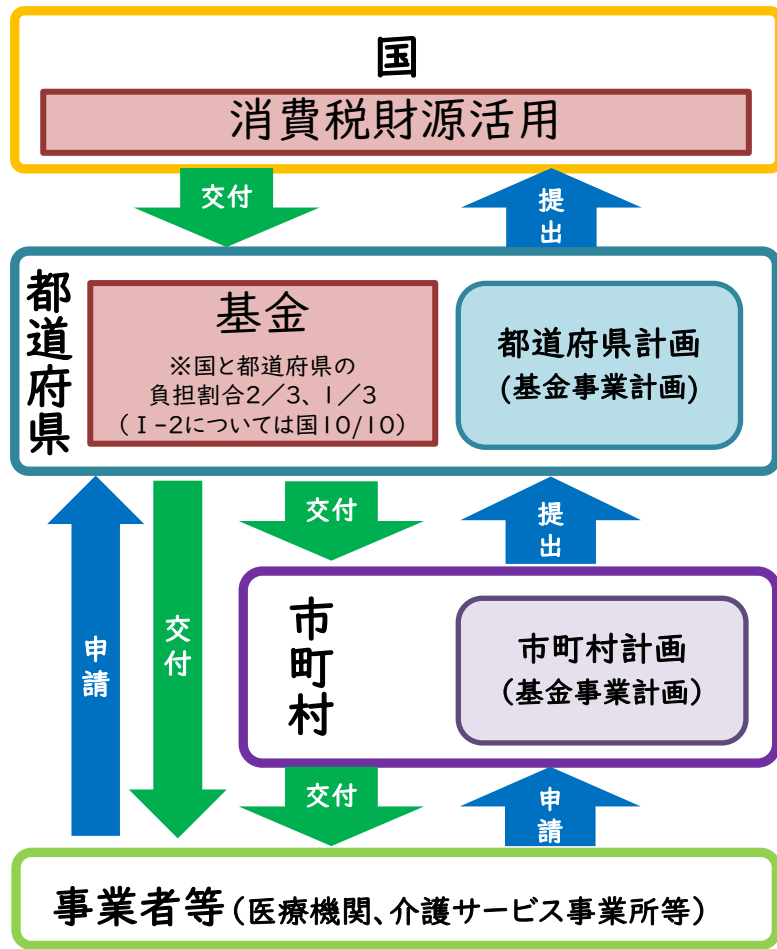 国
消費税財源活用
交付
提出
都道府県
基金
※国と都道府県の
負担割合2／3、1／3
(Ⅰ-2については国10/10)
都道府県計画
(基金事業計画)
交付
提出
申請
交付
市町村
市町村計画
(基金事業計画)
交付
申請
事業者等(医療機関、介護サービス事業所等)